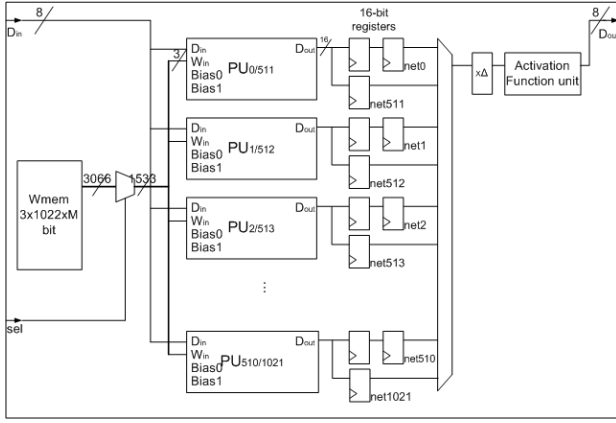 8
Din
16-bit
registers
8
Dout
3
Din
Win
Bias0
Bias1
PU0/511
Dout
16
net0
net511
xΔ
Activation
Function unit
Din
Win
Bias0
Bias1
PU1/512
Dout
net1
net512
Wmem
3x1022xM
bit
3066
1533
Din
Win
Bias0
Bias1
PU2/513
Dout
net2
net513
...
sel
Din
Win
Bias0
Bias1
PU510/1021
Dout
net510
net1021